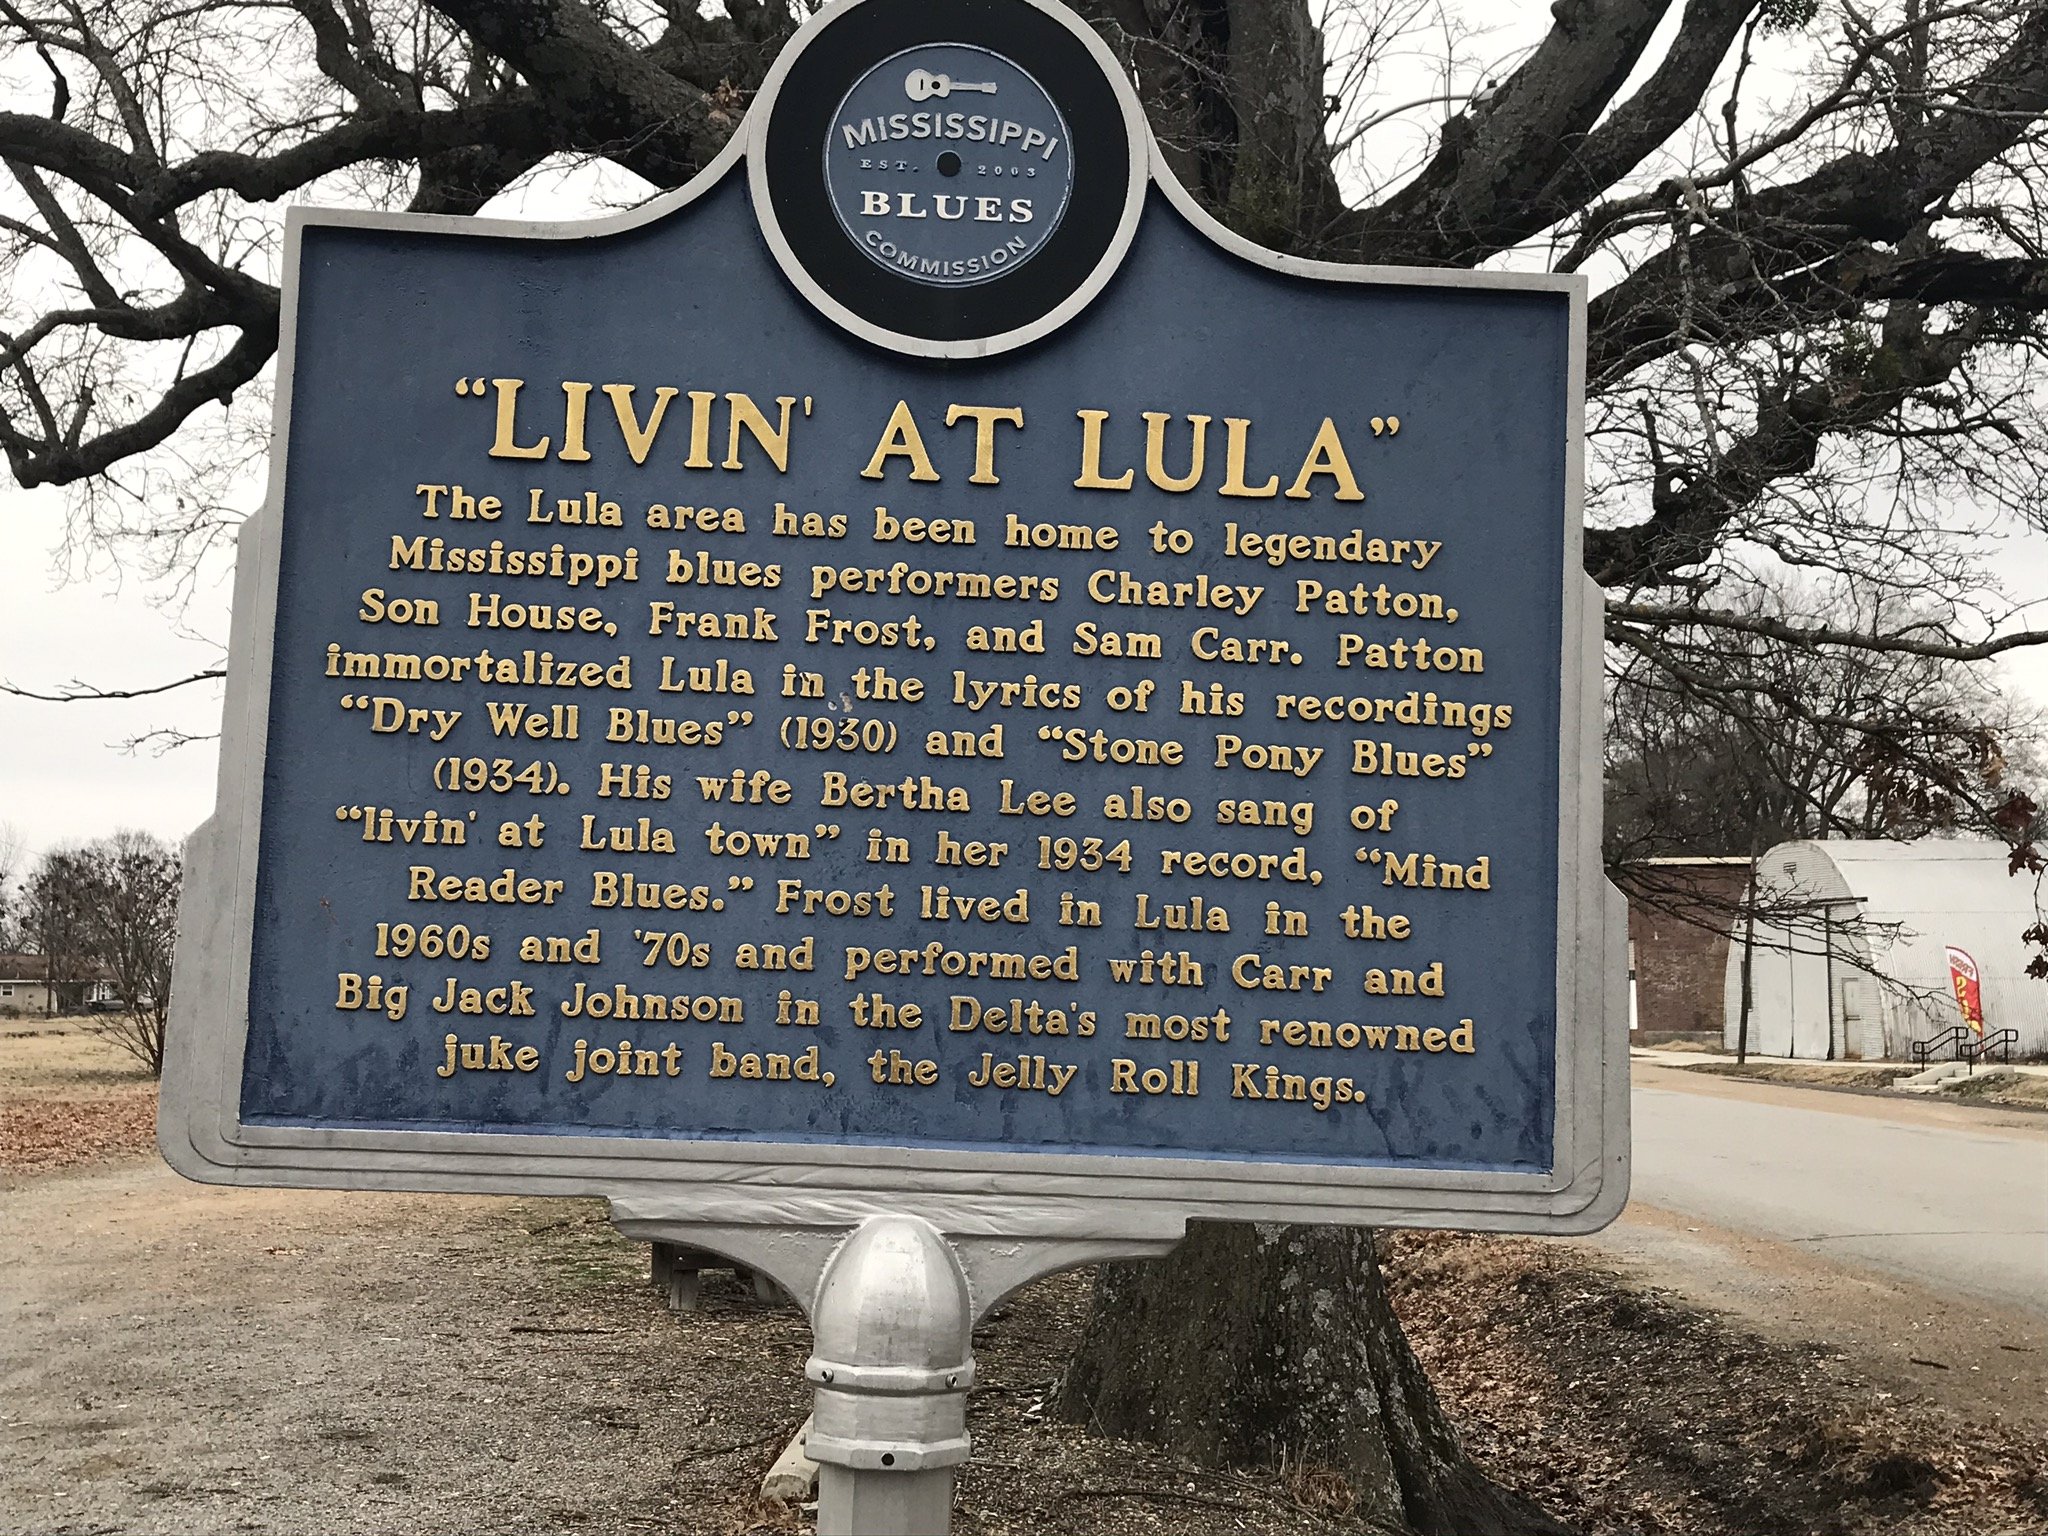 MISSISSIPPI
EST. 2003
BLUES
COMMISSION
“LIVIN' AT LULA”
The Lula area has been home to legendary
Mississippi blues performers Charley Patton,
Son House, Frank Frost, and Sam Carr. Patton
immortalized Lula in the lyrics of his recordings
“Dry Well Blues” (1930) and “Stone Pony Blues”
(1934). His wife Bertha Lee also sang of
“livin' at Lula town” in her 1934 record, “Mind
Reader Blues.” Frost lived in Lula in the
1960s and '70s and performed with Carr and
Big Jack Johnson in the Delta's most renowned
juke joint band, the Jelly Roll Kings.